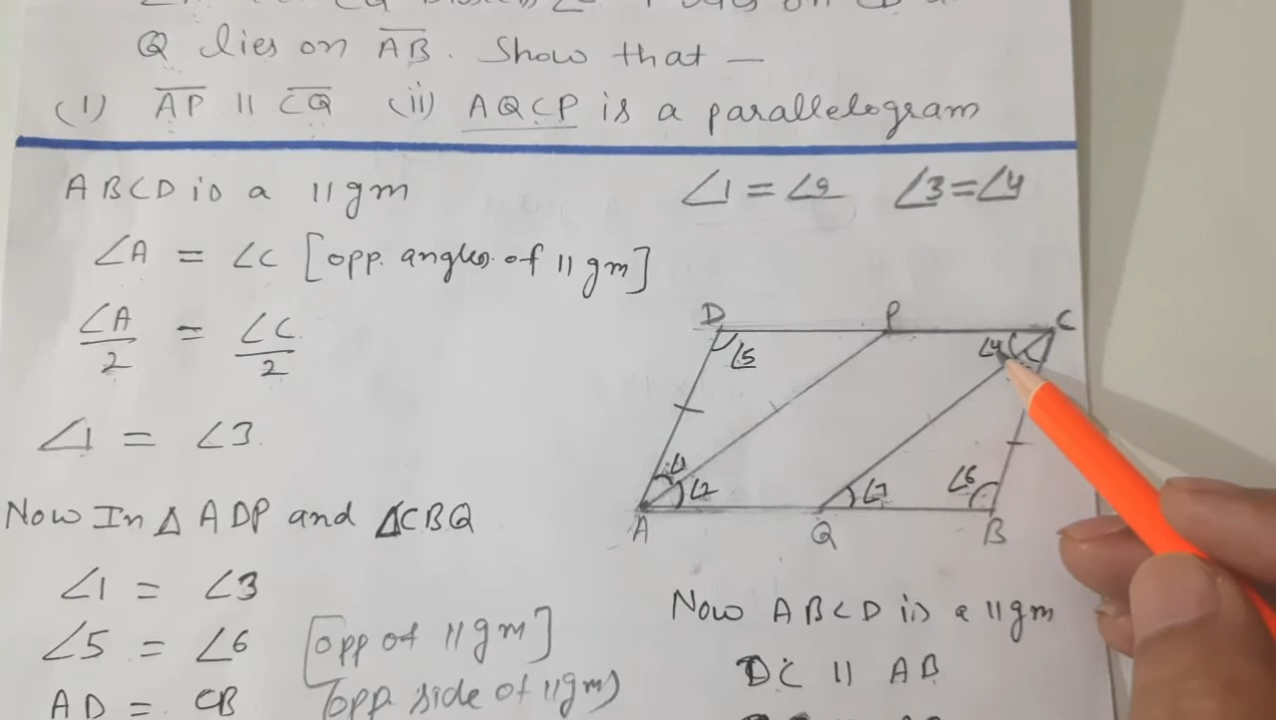 Q lies on AB. Show that —
(i) AP || CQ (ii) AQCP is a parallelogram
ABCD is a ||gm
∠1 = ∠2 ∠3 = ∠4
∠A = ∠C [opp. angles of ||gm]
∠A/2 = ∠C/2
∠1 = ∠3.
Now In Δ ADP and ΔCBQ
∠1 = ∠3
∠5 = ∠6 [opp of ||gm]
AD = CB [opp side of ||gm)
D P C
∠5 ∠4
∠1 ∠2 ∠7 ∠6
A Q B
Now ABCD is a ||gm
DC || AB